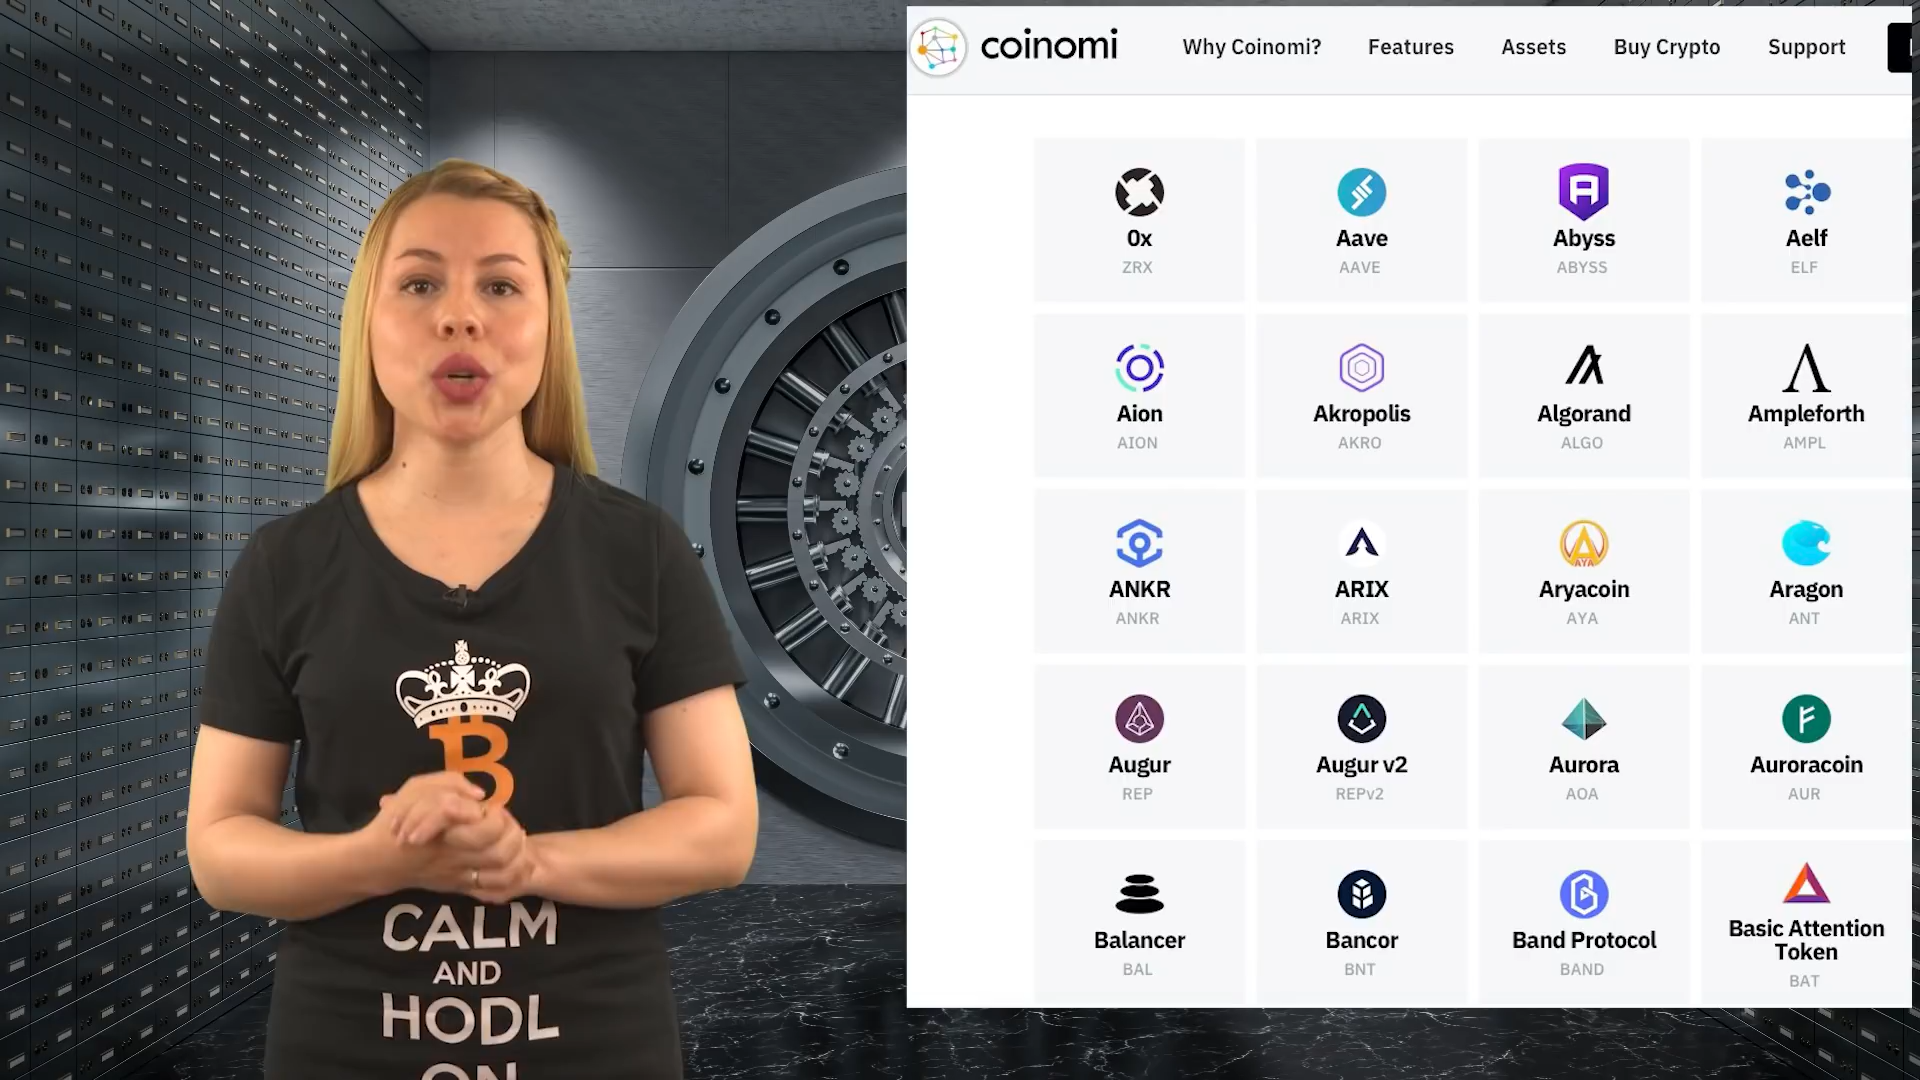 coinomi
Why Coinomi?
Features
Assets
Buy Crypto
Support
0x
ZRX
Aave
AAVE
Abyss
ABYSS
Aelf
ELF
Aion
AION
Akropolis
AKRO
Algorand
ALGO
Ampleforth
AMPL
ANKR
ANKR
ARIX
ARIX
Aryacoin
AYA
AYA
Aragon
ANT
Augur
REP
Augur v2
REPv2
Aurora
AOA
Auroracoin
AUR
Balancer
BAL
Bancor
BNT
Band Protocol
BAND
Basic Attention
Token
BAT
CALM
AND
HODL
ON